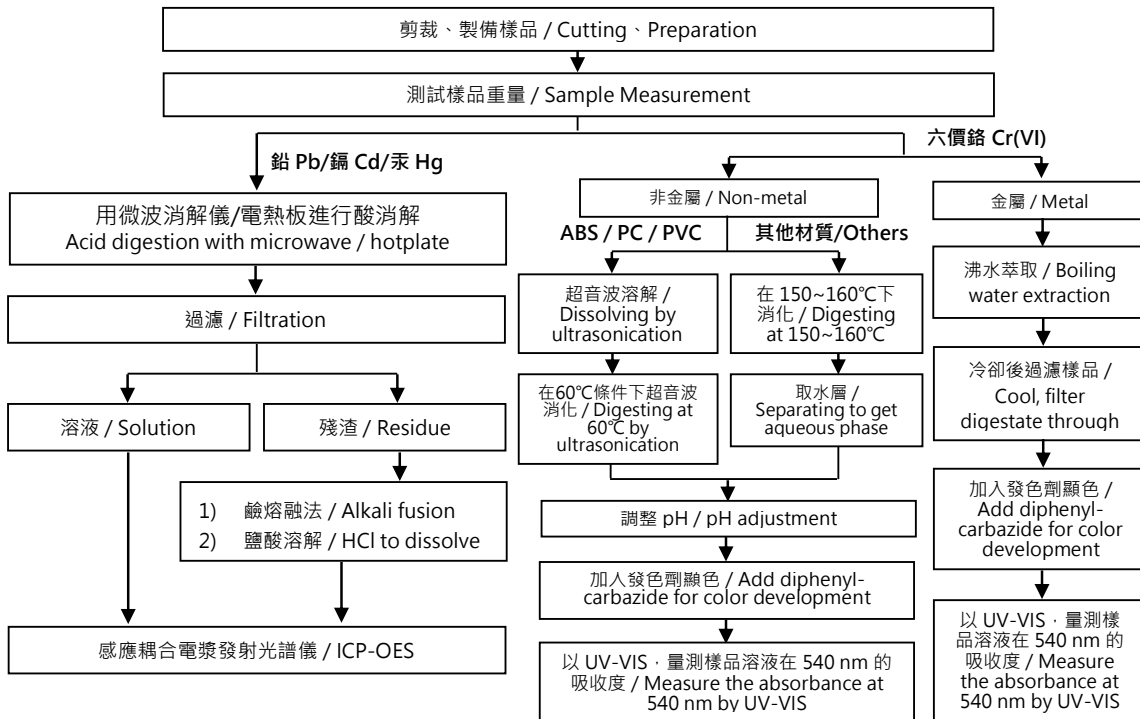 剪裁、製備樣品 / Cutting、Preparation
測試樣品重量 / Sample Measurement
六價鉻 Cr(VI)
鉛 Pb/鎘 Cd/汞 Hg
用微波消解儀/電熱板進行酸消解
Acid digestion with microwave / hotplate
過濾 / Filtration
溶液 / Solution
殘渣 / Residue
1) 鹼熔融法 / Alkali fusion
2) 鹽酸溶解 / HCl to dissolve
感應耦合電漿發射光譜儀 / ICP-OES
非金屬 / Non-metal
ABS / PC / PVC
其他材質/Others
超音波溶解 /
Dissolving by
ultrasonication
在 150~160℃下
消化 / Digesting
at 150~160℃
在60℃條件下超音波
消化 / Digesting at
60℃ by
ultrasonication
取水層 /
Separating to get
aqueous phase
調整 pH / pH adjustment
加入發色劑顯色 / Add diphenyl-
carbazide for color development
以 UV-VIS，量測樣品溶液在 540 nm 的
吸收度 / Measure the absorbance at
540 nm by UV-VIS
金屬 / Metal
沸水萃取 / Boiling
water extraction
冷卻後過濾樣品 /
Cool, filter
digestate through
加入發色劑顯色 /
Add diphenyl-
carbazide for color
development
以 UV-VIS，量測樣
品溶液在 540 nm 的
吸收度 / Measure
the absorbance at
540 nm by UV-VIS